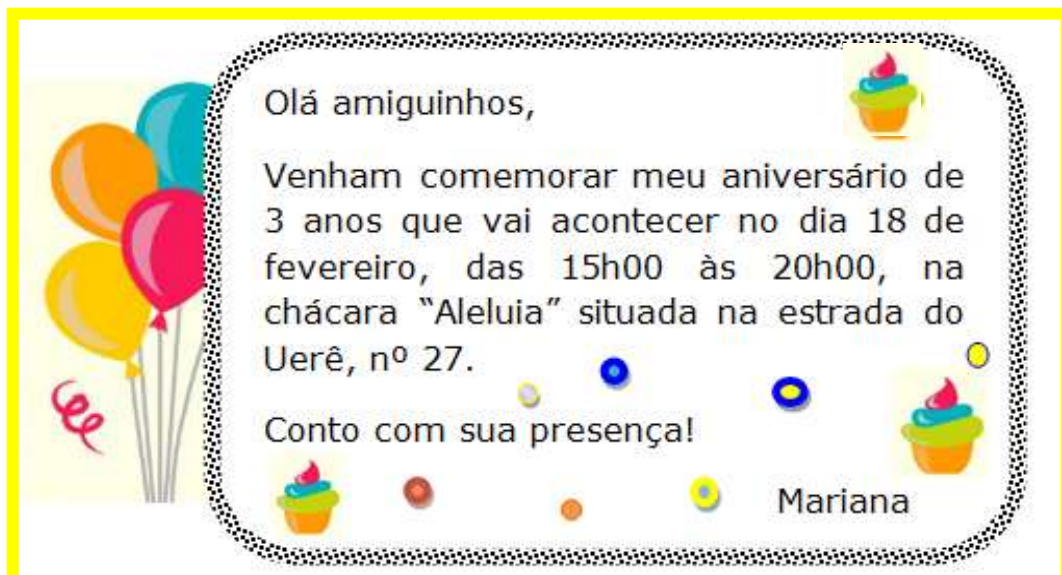 Olá amiguinhos,
Venham comemorar meu aniversário de
3 anos que vai acontecer no dia 18 de
fevereiro, das 15h00 às 20h00, na
chácara “Aleluia” situada na estrada do
Uerê, nº 27.
Conto com sua presença!
Mariana